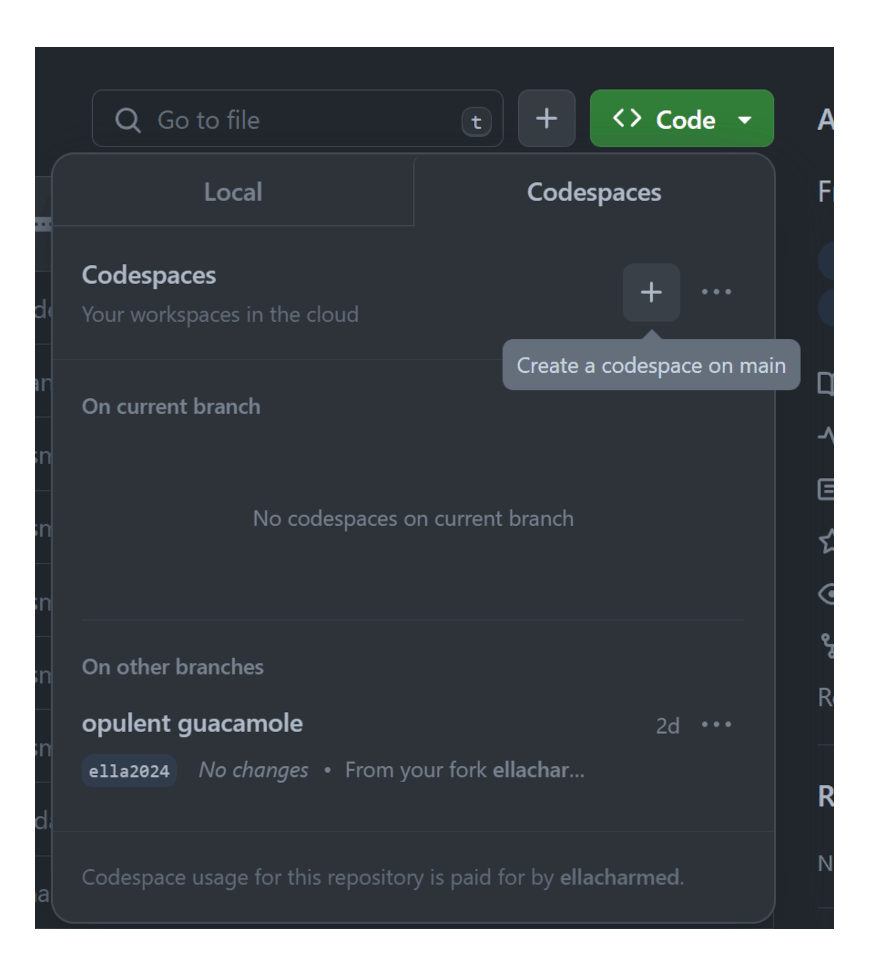 Go to file
t
Code
Local
Codespaces
Codespaces
Your workspaces in the cloud
Create a codespace on main
On current branch
No codespaces on current branch
On other branches
opulent guacamole
2d
ella2024 No changes • From your fork ellachar...
Codespace usage for this repository is paid for by ellacharmed.